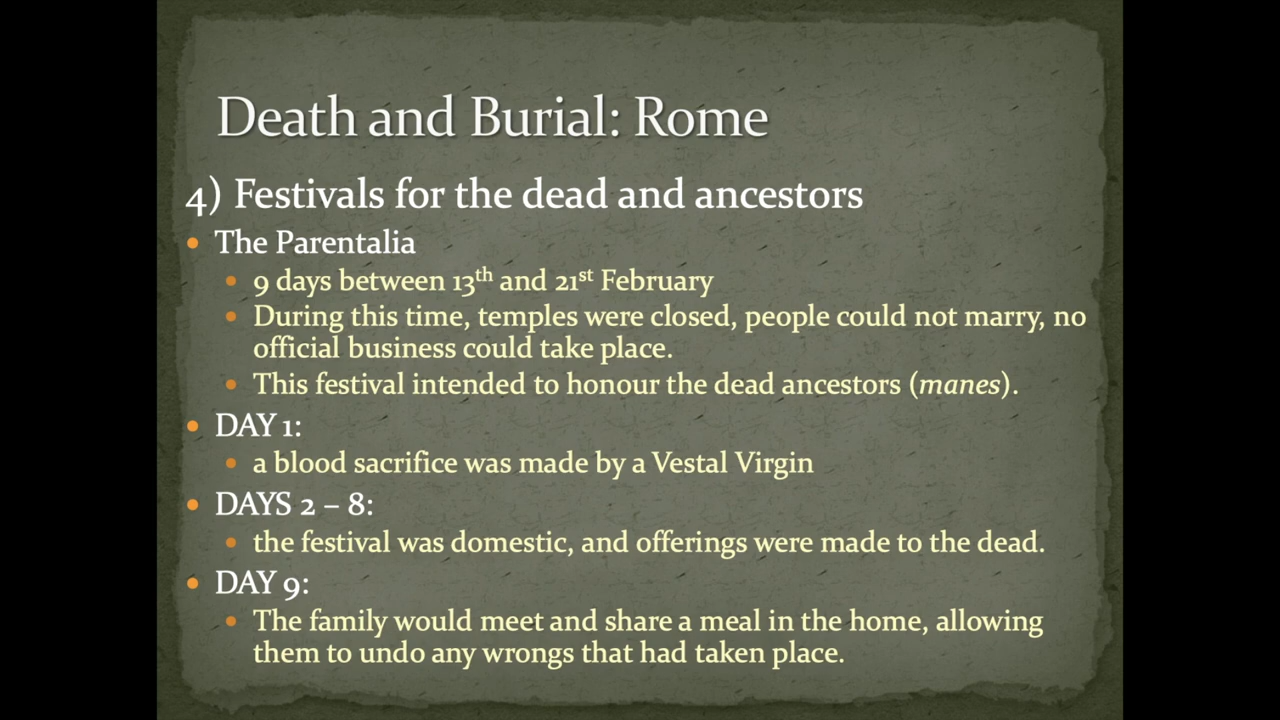 Death and Burial: Rome
4) Festivals for the dead and ancestors
• The Parentalia
• 9 days between 13th and 21st February
• During this time, temples were closed, people could not marry, no
official business could take place.
• This festival intended to honour the dead ancestors (manes).
• DAY 1:
• a blood sacrifice was made by a Vestal Virgin
• DAYS 2 – 8:
• the festival was domestic, and offerings were made to the dead.
• DAY 9:
• The family would meet and share a meal in the home, allowing
them to undo any wrongs that had taken place.